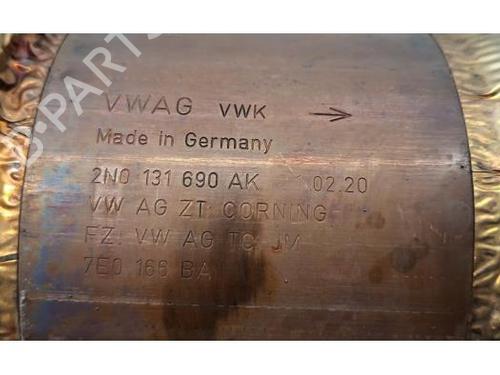 VWAG VWK →
Made in Germany
2N0 131 690 AK 02.20
VW AG ZT: CORNING
FZ: VW AG TC JM
7E0 166 BA